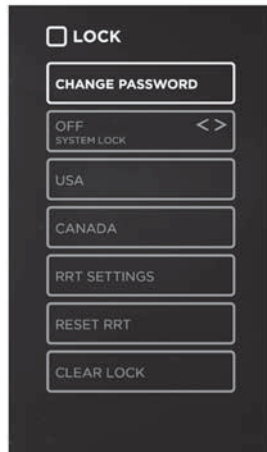 LOCK
CHANGE PASSWORD
OFF < >
SYSTEM LOCK
USA
CANADA
RRT SETTINGS
RESET RRT
CLEAR LOCK